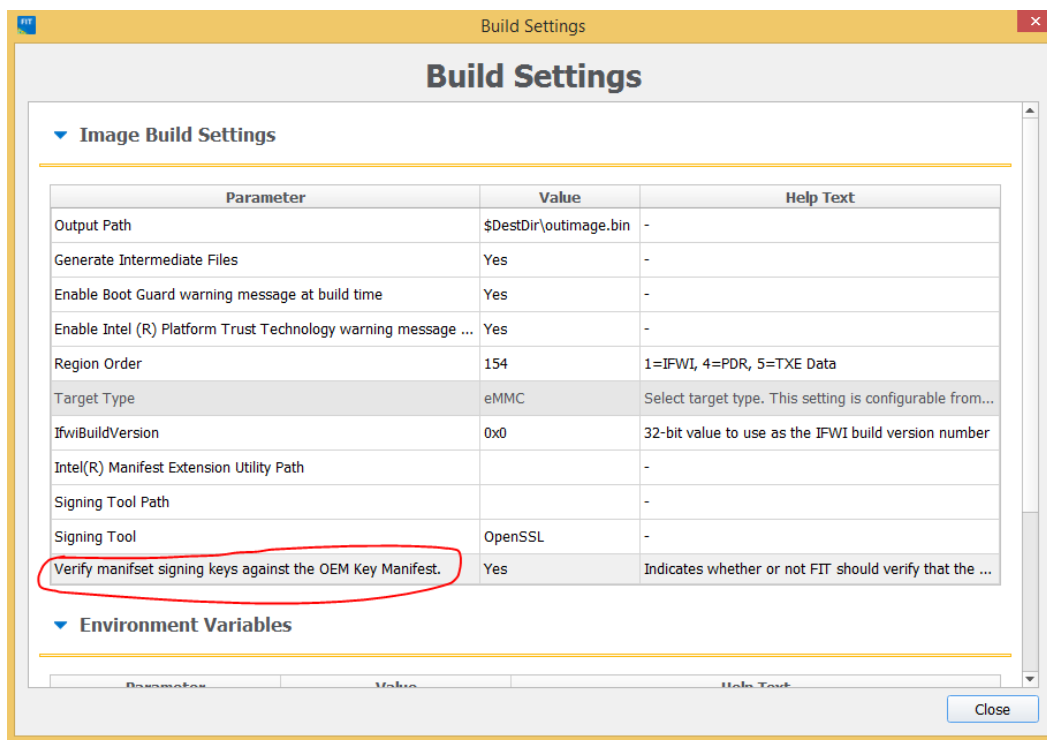 FIT
Build Settings
Build Settings
Image Build Settings
Parameter Value Help Text
Output Path $DestDir\outimage.bin -
Generate Intermediate Files Yes -
Enable Boot Guard warning message at build time Yes -
Enable Intel (R) Platform Trust Technology warning message ... Yes -
Region Order 154 1=IFWI, 4=PDR, 5=TXE Data
Target Type eMMC Select target type. This setting is configurable from...
IfwiBuildVersion 0x0 32-bit value to use as the IFWI build version number
Intel(R) Manifest Extension Utility Path -
Signing Tool Path -
Signing Tool OpenSSL -
Verify manifset signing keys against the OEM Key Manifest. Yes Indicates whether or not FIT should verify that the ...
Environment Variables
Parameter Value Help Text
Close